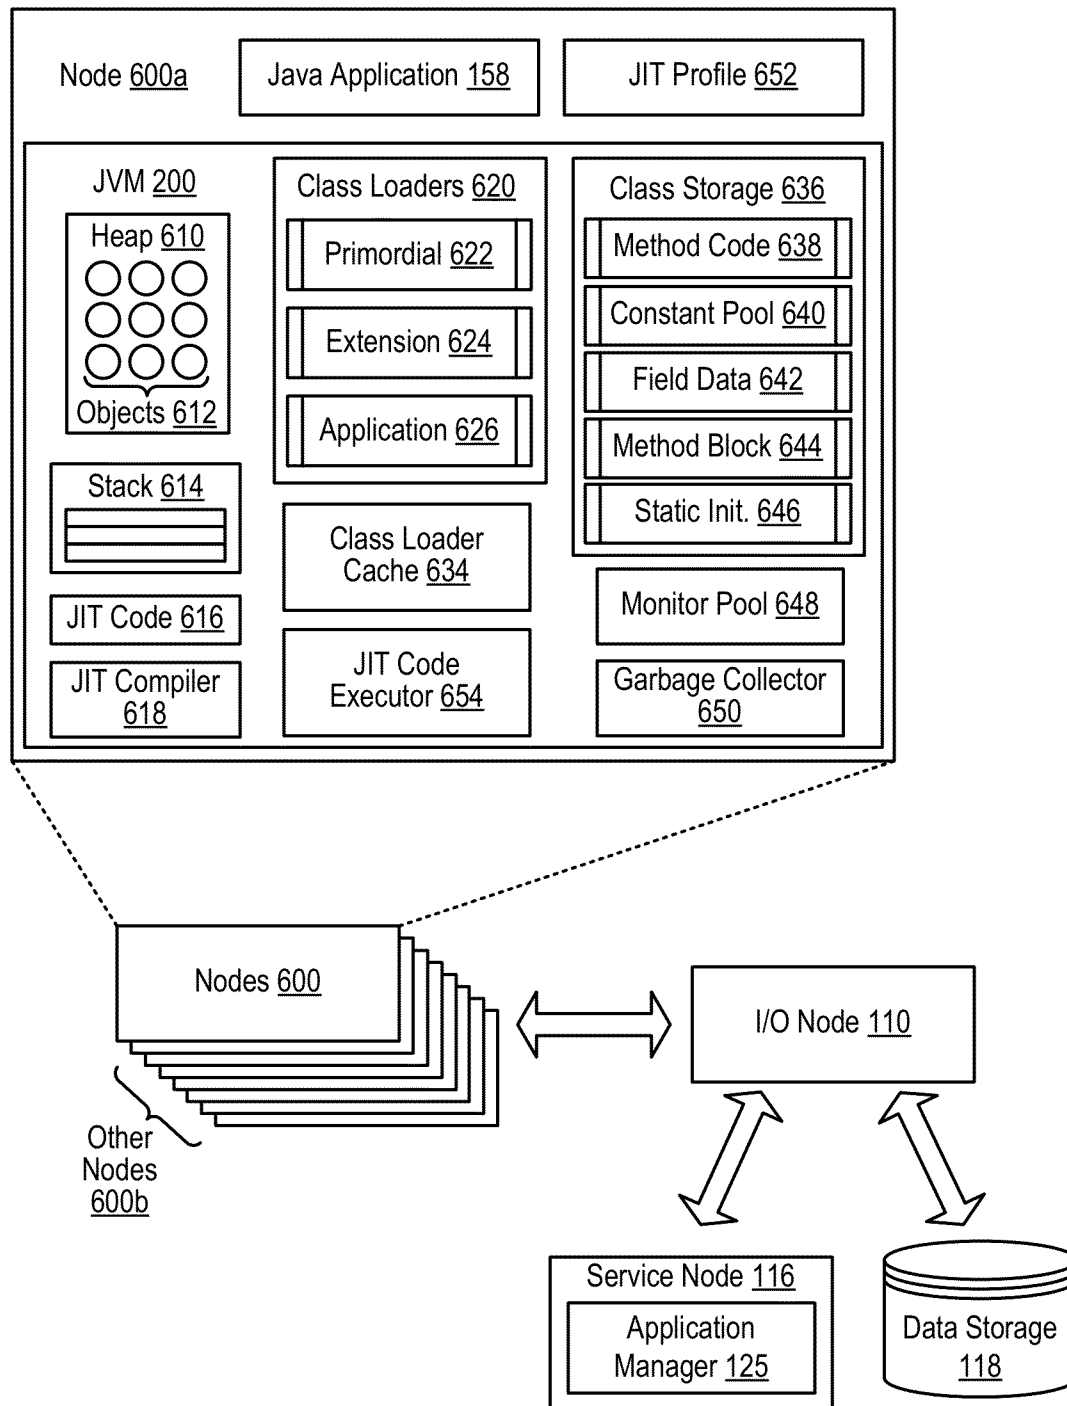 Node 600a
Java Application 158
JIT Profile 652
JVM 200
Heap 610
Objects 612
Stack 614
JIT Code 616
JIT Compiler
618
Class Loaders 620
Primordial 622
Extension 624
Application 626
Class Loader
Cache 634
JIT Code
Executor 654
Class Storage 636
Method Code 638
Constant Pool 640
Field Data 642
Method Block 644
Static Init. 646
Monitor Pool 648
Garbage Collector
650
Nodes 600
Other
Nodes
600b
I/O Node 110
Service Node 116
Application
Manager 125
Data Storage
118